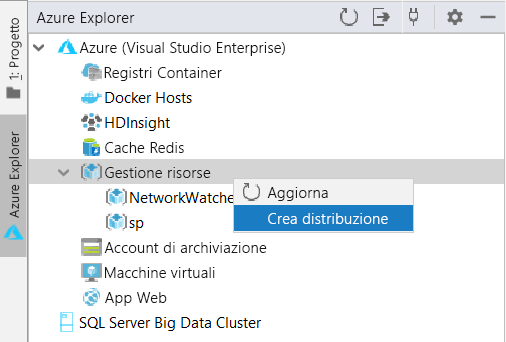 Azure Explorer
1: Progetto
Azure Explorer
Azure (Visual Studio Enterprise)
Registri Container
Docker Hosts
HDInsight
Cache Redis
Gestione risorse
NetworkWatche
sp
Aggiorna
Crea distribuzione
Account di archiviazione
Macchine virtuali
App Web
SQL Server Big Data Cluster